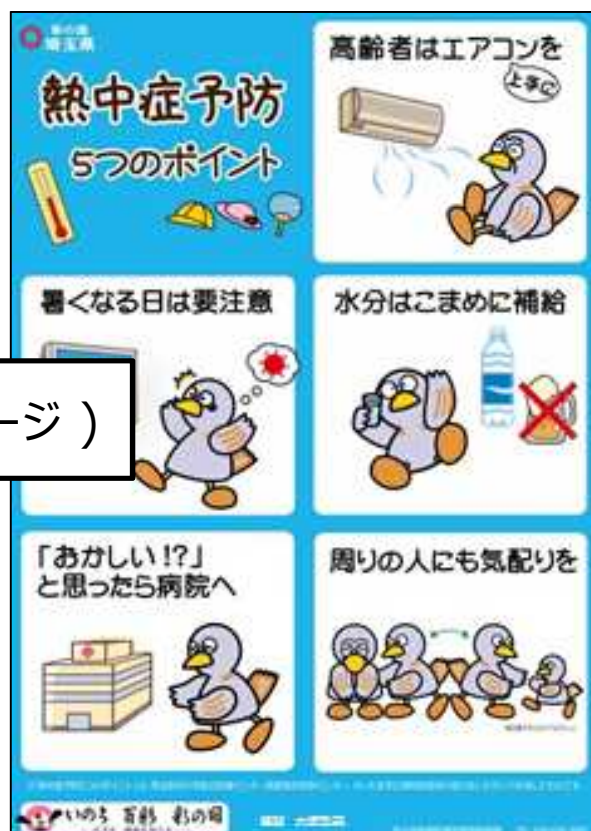 彩の国
埼玉県
熱中症予防
5つのポイント
高齢者はエアコンを
上手に
暑くなる日は要注意
水分はこまめに補給
ージ )
「おかしい!?」
と思ったら病院へ
周りの人にも気配りを
いのち 百彩 彩の国